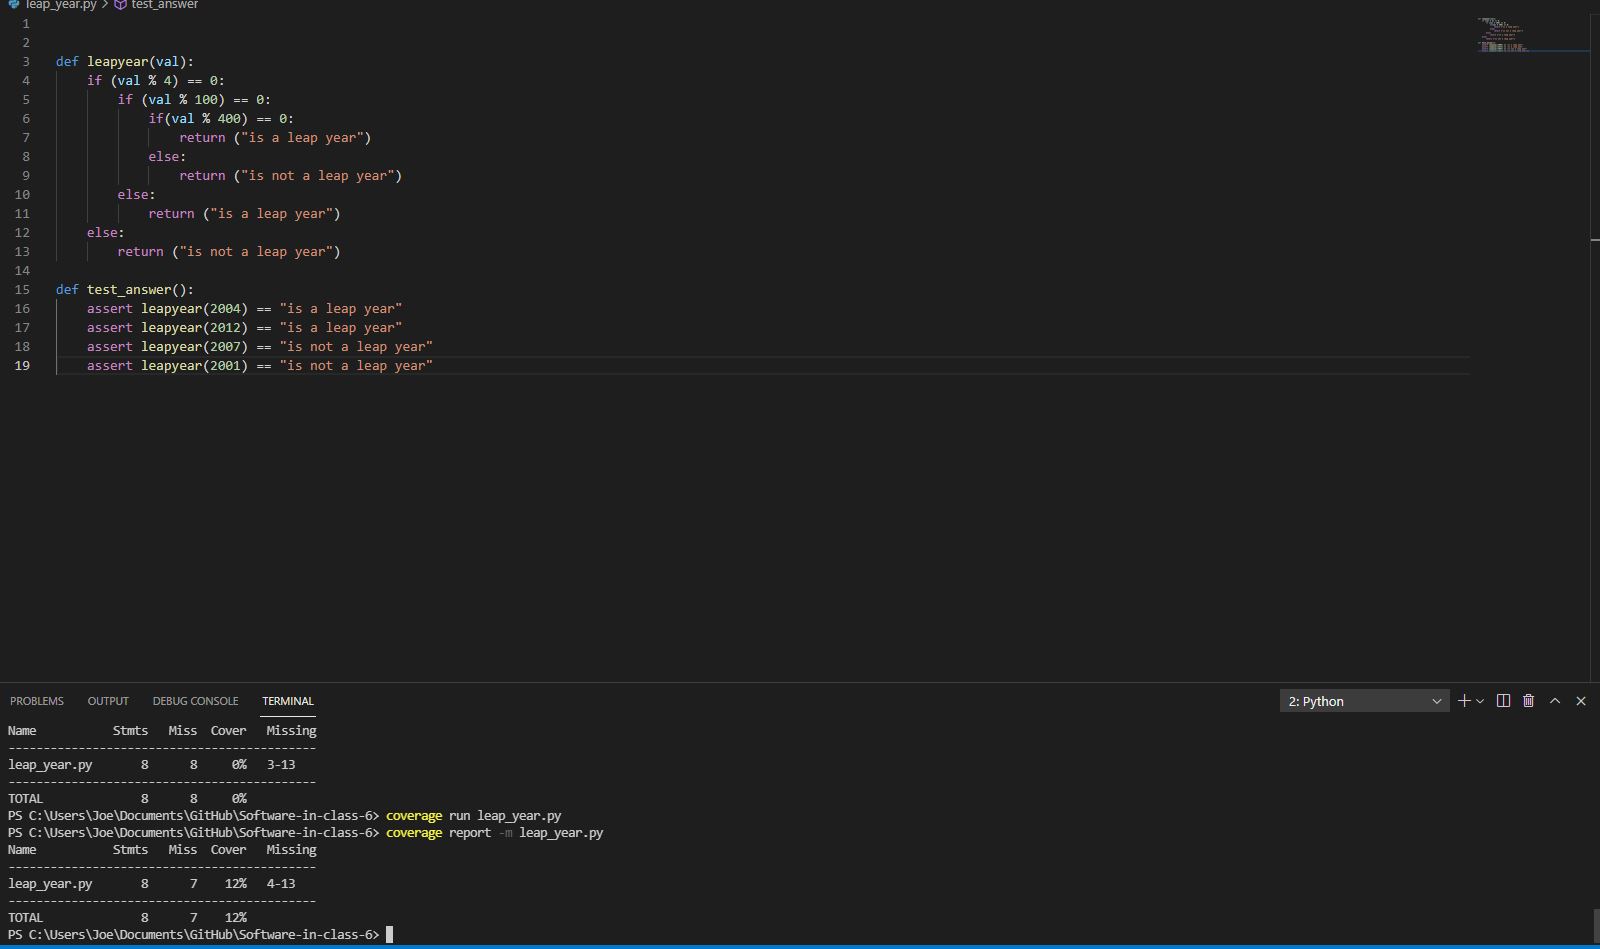 leap_year.py > test_answer
1
2
3 def leapyear(val):
4 if (val % 4) == 0:
5 if (val % 100) == 0:
6 if(val % 400) == 0:
7 return ("is a leap year")
8 else:
9 return ("is not a leap year")
10 else:
11 return ("is a leap year")
12 else:
13 return ("is not a leap year")
14
15 def test_answer():
16 assert leapyear(2004) == "is a leap year"
17 assert leapyear(2012) == "is a leap year"
18 assert leapyear(2007) == "is not a leap year"
19 assert leapyear(2001) == "is not a leap year"
PROBLEMS OUTPUT DEBUG CONSOLE TERMINAL 2: Python
Name Stmts Miss Cover Missing
--------------------------------------------
leap_year.py 8 8 0% 3-13
--------------------------------------------
TOTAL 8 8 0%
PS C:\Users\Joe\Documents\GitHub\Software-in-class-6> coverage run leap_year.py
PS C:\Users\Joe\Documents\GitHub\Software-in-class-6> coverage report -m leap_year.py
Name Stmts Miss Cover Missing
--------------------------------------------
leap_year.py 8 7 12% 4-13
--------------------------------------------
TOTAL 8 7 12%
PS C:\Users\Joe\Documents\GitHub\Software-in-class-6>